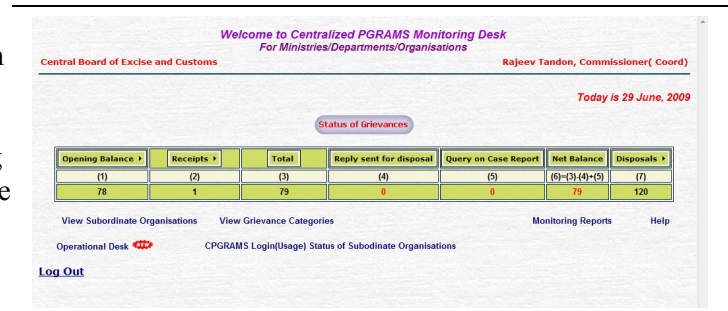 Welcome to Centralized PGRAMS Monitoring Desk
For Ministries/Departments/Organisations
Central Board of Excise and Customs Rajeev Tandon, Commissioner( Coord)
Today is 29 June, 2009
Status of Grievances
Opening Balance Receipts Total Reply sent for disposal Query on Case Report Net Balance Disposals
(1) (2) (3) (4) (5) (6)=(3)-(4)+(5) (7)
78 1 79 0 0 79 120
View Subordinate Organisations View Grievance Categories Monitoring Reports Help
Operational Desk NEW CPGRAMS Login(Usage) Status of Subodinate Organisations
Log Out